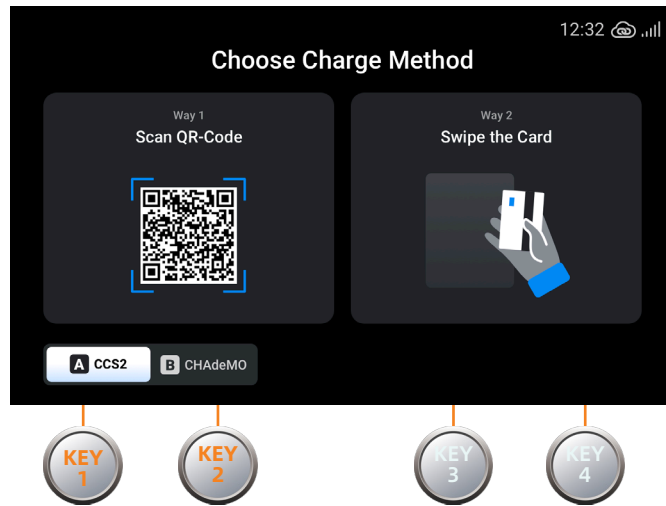 12:32
Choose Charge Method
Way 1
Scan QR-Code
Way 2
Swipe the Card
A CCS2
B CHAdeMO
KEY
1
KEY
2
KEY
3
KEY
4